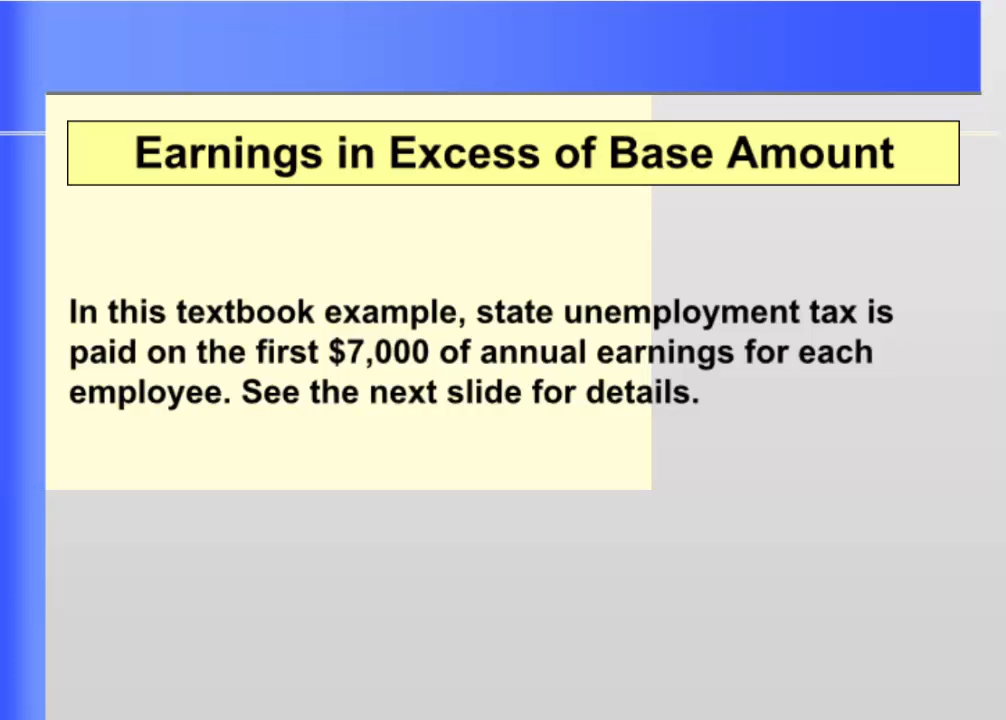 Earnings in Excess of Base Amount
In this textbook example, state unemployment tax is
paid on the first $7,000 of annual earnings for each
employee. See the next slide for details.